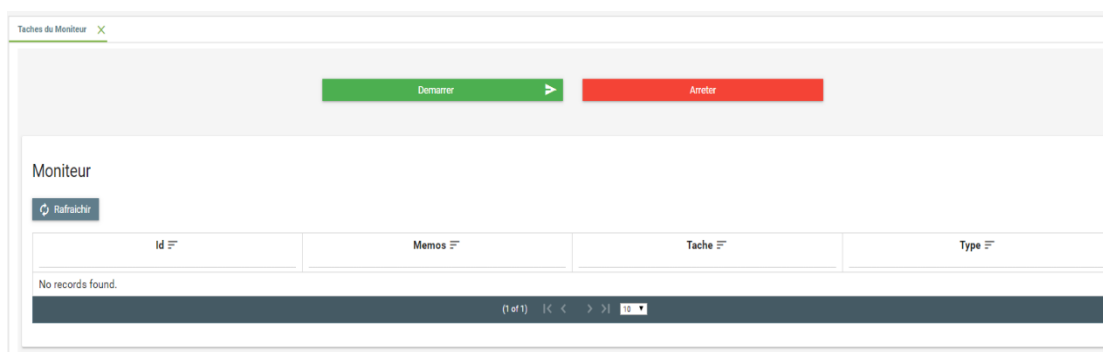 Taches du Moniteur X
Demarrer
Arreter
Moniteur
Rafraichir
Id
Memos
Tache
Type
No records found.
(1 of 1) 10